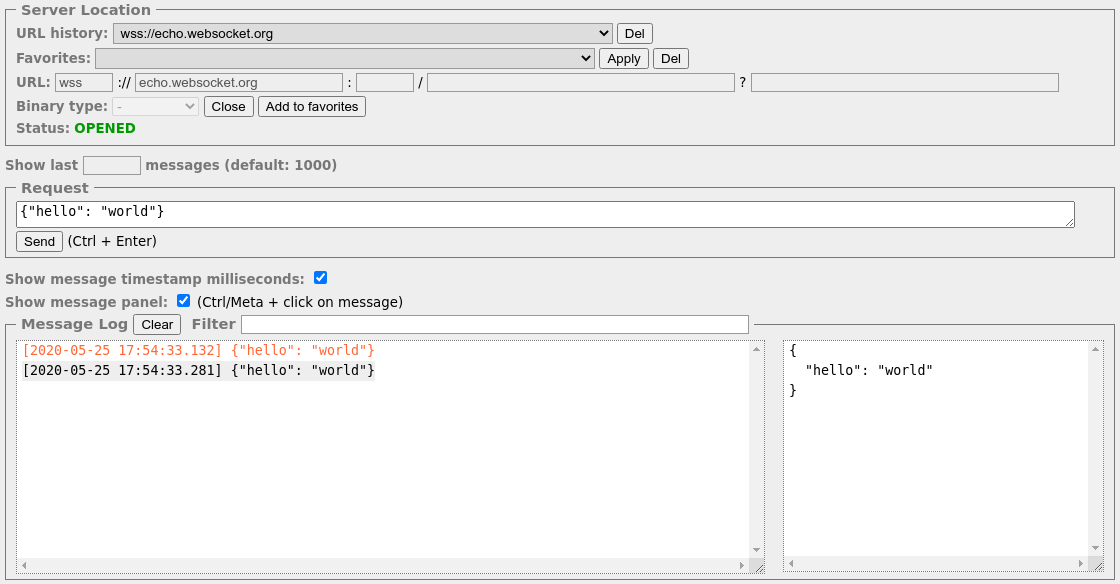 Server Location
URL history: wss://echo.websocket.org Del
Favorites: Apply Del
URL: wss :// echo.websocket.org : / ?
Binary type: - Close Add to favorites
Status: OPENED
Show last messages (default: 1000)
Request
{"hello": "world"}
Send (Ctrl + Enter)
Show message timestamp milliseconds:
Show message panel: (Ctrl/Meta + click on message)
Message Log Clear Filter
[2020-05-25 17:54:33.132] {"hello": "world"}
[2020-05-25 17:54:33.281] {"hello": "world"}
{
"hello": "world"
}